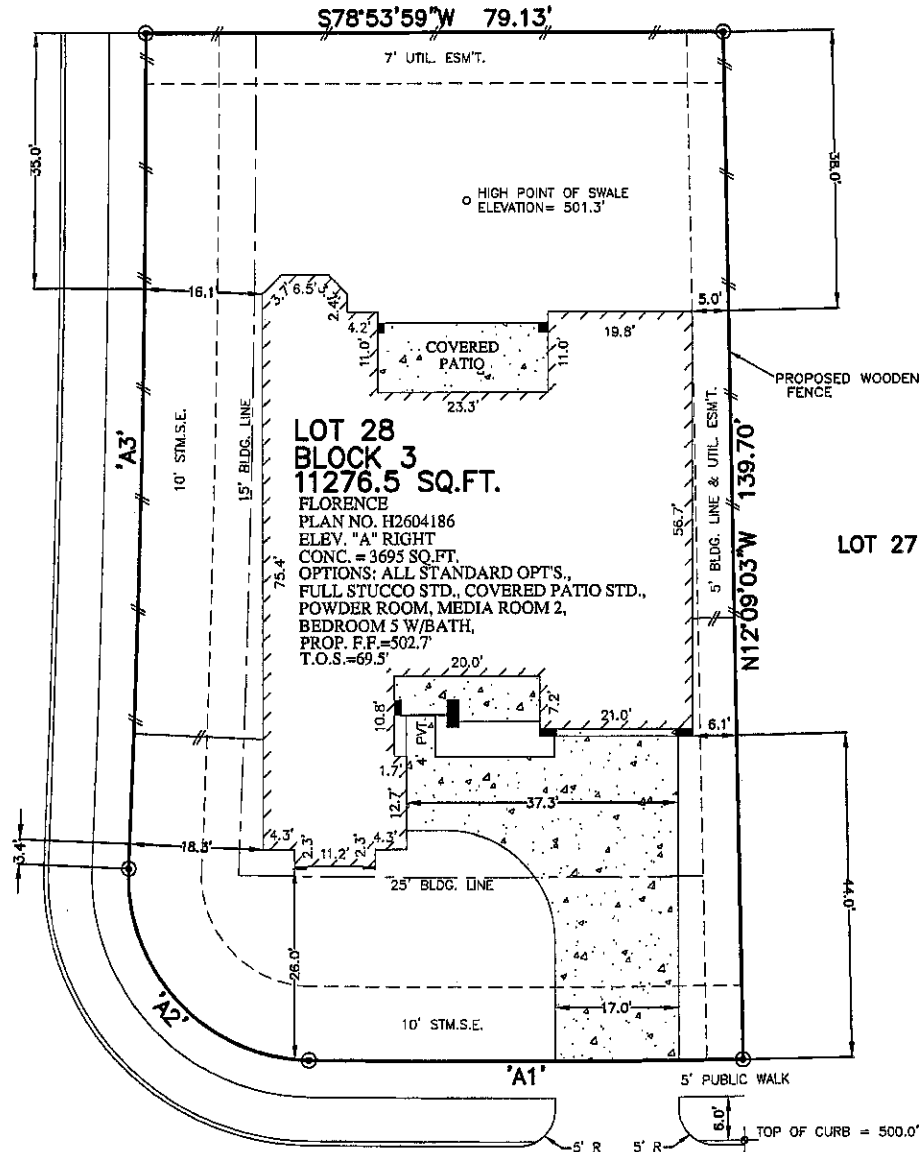 S78°53'59"W 79.13'
7' UTIL. ESM'T.
35.0'
38.0'
HIGH POINT OF SWALE
ELEVATION= 501.3'
16.1'
3.7'
6.5'
2.4'
4.2'
11.0'
COVERED
PATIO
11.0'
23.3'
19.8'
5.0'
PROPOSED WOODEN
FENCE
'A3'
10' STM.S.E.
15' BLDG. LINE
75.4'
LOT 28
BLOCK 3
11276.5 SQ.FT.
FLORENCE
PLAN NO. H2604186
ELEV. "A" RIGHT
CONC. = 3695 SQ.FT.
OPTIONS: ALL STANDARD OPT'S.,
FULL STUCCO STD., COVERED PATIO STD.,
POWDER ROOM, MEDIA ROOM 2,
BEDROOM 5 W/BATH,
PROP. F.F.=502.7'
T.O.S.=69.5'
56.7'
5' BLDG. LINE & UTIL. ESM'T.
N12°09'03"W 139.70'
LOT 27
20.0'
10.8'
7.2'
4' PVT.
21.0'
6.1'
1.7'
12.7'
37.3'
3.4'
18.3'
4.3'
2.3'
11.2'
2.3'
4.3'
25' BLDG. LINE
44.0'
26.0'
17.0'
'A2'
10' STM.S.E.
'A1'
5' PUBLIC WALK
6.0'
5' R
5' R
TOP OF CURB = 500.0'